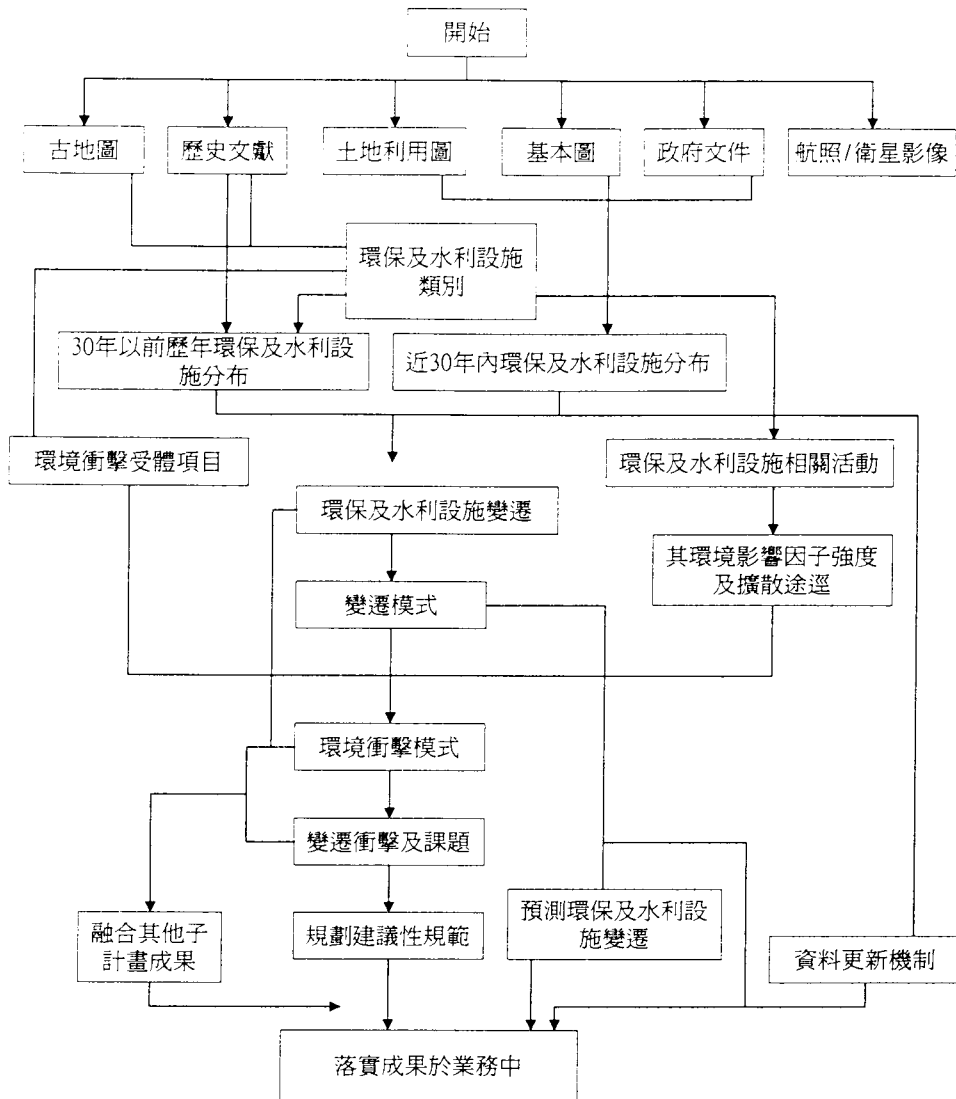 開始
古地圖
歷史文獻
土地利用圖
基本圖
政府文件
航照/衛星影像
環保及水利設施
類別
30年以前歷年環保及水利設
施分布
近30年內環保及水利設施分布
環境衝擊受體項目
環保及水利設施相關活動
環保及水利設施變遷
其環境影響因子強度
及擴散途逕
變遷模式
環境衝擊模式
變遷衝擊及課題
融合其他子
計畫成果
規劃建議性規範
預測環保及水利設
施變遷
資料更新機制
落實成果於業務中